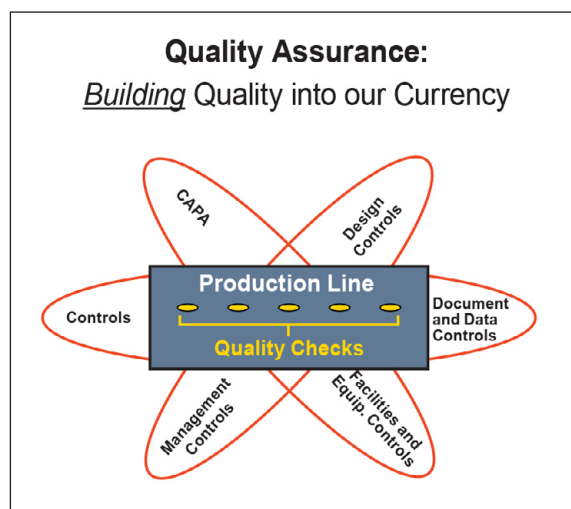 Quality Assurance:
Building Quality into our Currency
CAPA
Design
Controls
Production Line
Controls
Document
and Data
Controls
Quality Checks
Management
Controls
Facilities and
Equip. Controls